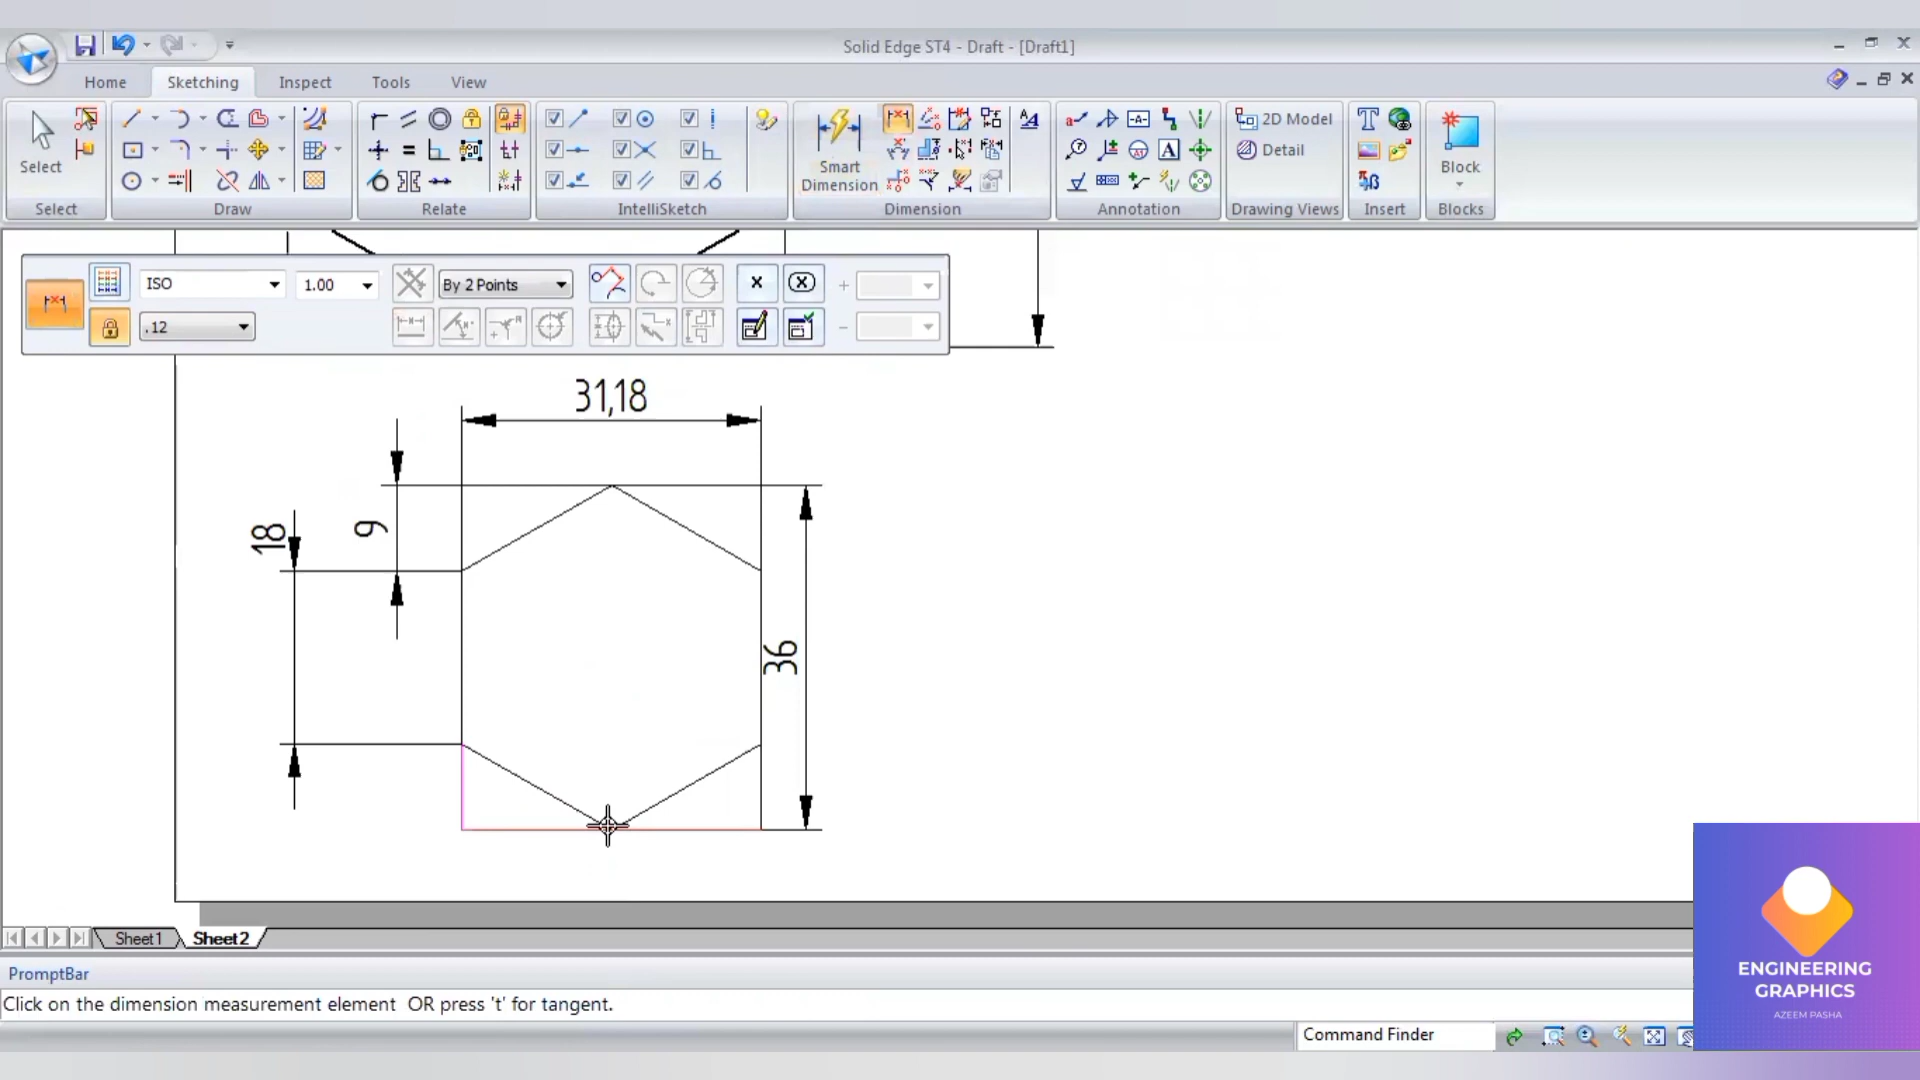 Solid Edge ST4 - Draft - [Draft1]
Home Sketching Inspect Tools View
Select
Smart
Dimension
2D Model
Detail
Block
Select Draw Relate IntelliSketch Dimension Annotation Drawing Views Insert Blocks
ISO 1.00 By 2 Points
.12
31,18
9
18
36
Sheet1 Sheet2
PromptBar
Click on the dimension measurement element OR press 't' for tangent.
Command Finder
ENGINEERING
GRAPHICS
AZEEM PASHA